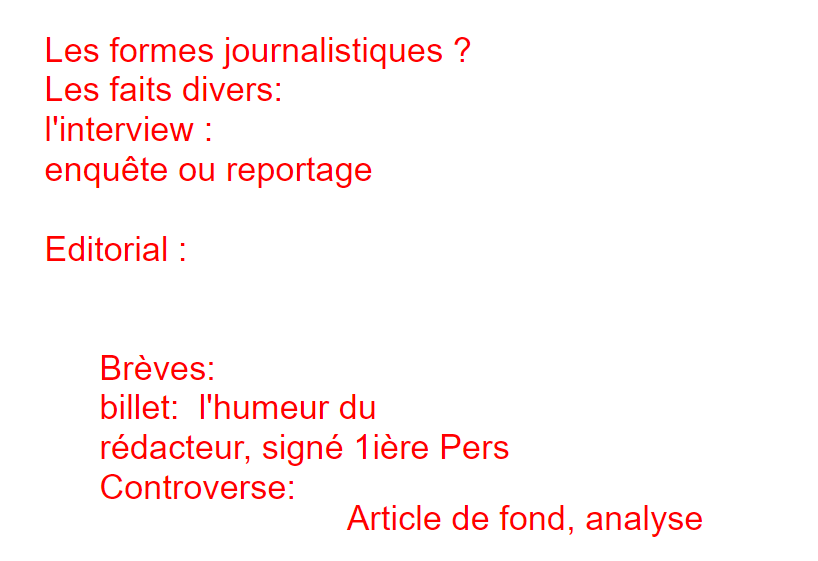 Les formes journalistiques ?
Les faits divers:
l'interview :
enquête ou reportage
Editorial :
Brèves:
billet:  l'humeur du
rédacteur, signé 1ière Pers
Controverse:
Article de fond, analyse